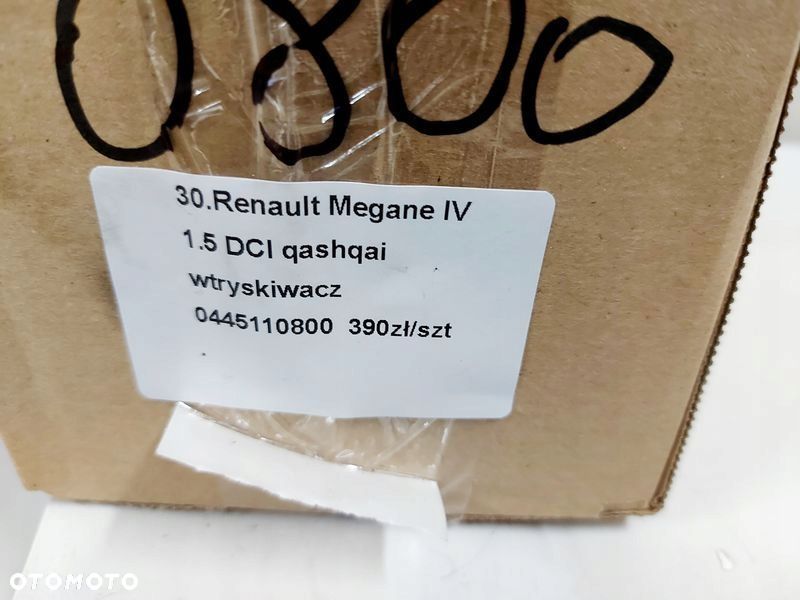 0800
30.Renault Megane IV
1.5 DCI qashqai
wtryskiwacz
0445110800 390zł/szt
OTOMOTO